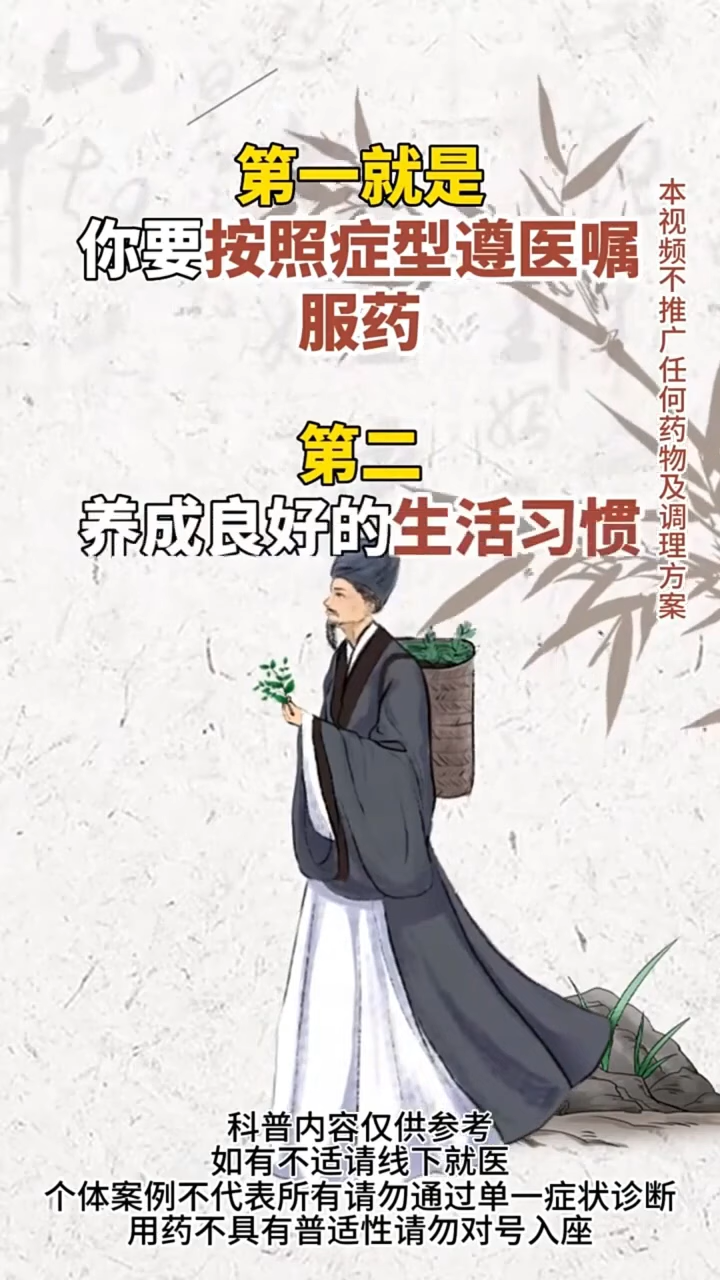 第一就是
你要按照症型遵医嘱
服药
第二
养成良好的生活习惯
本视频不推广任何药物及调理方案
科普内容仅供参考
如有不适请线下就医
个体案例不代表所有请勿通过单一症状诊断
用药不具有普适性请勿对号入座